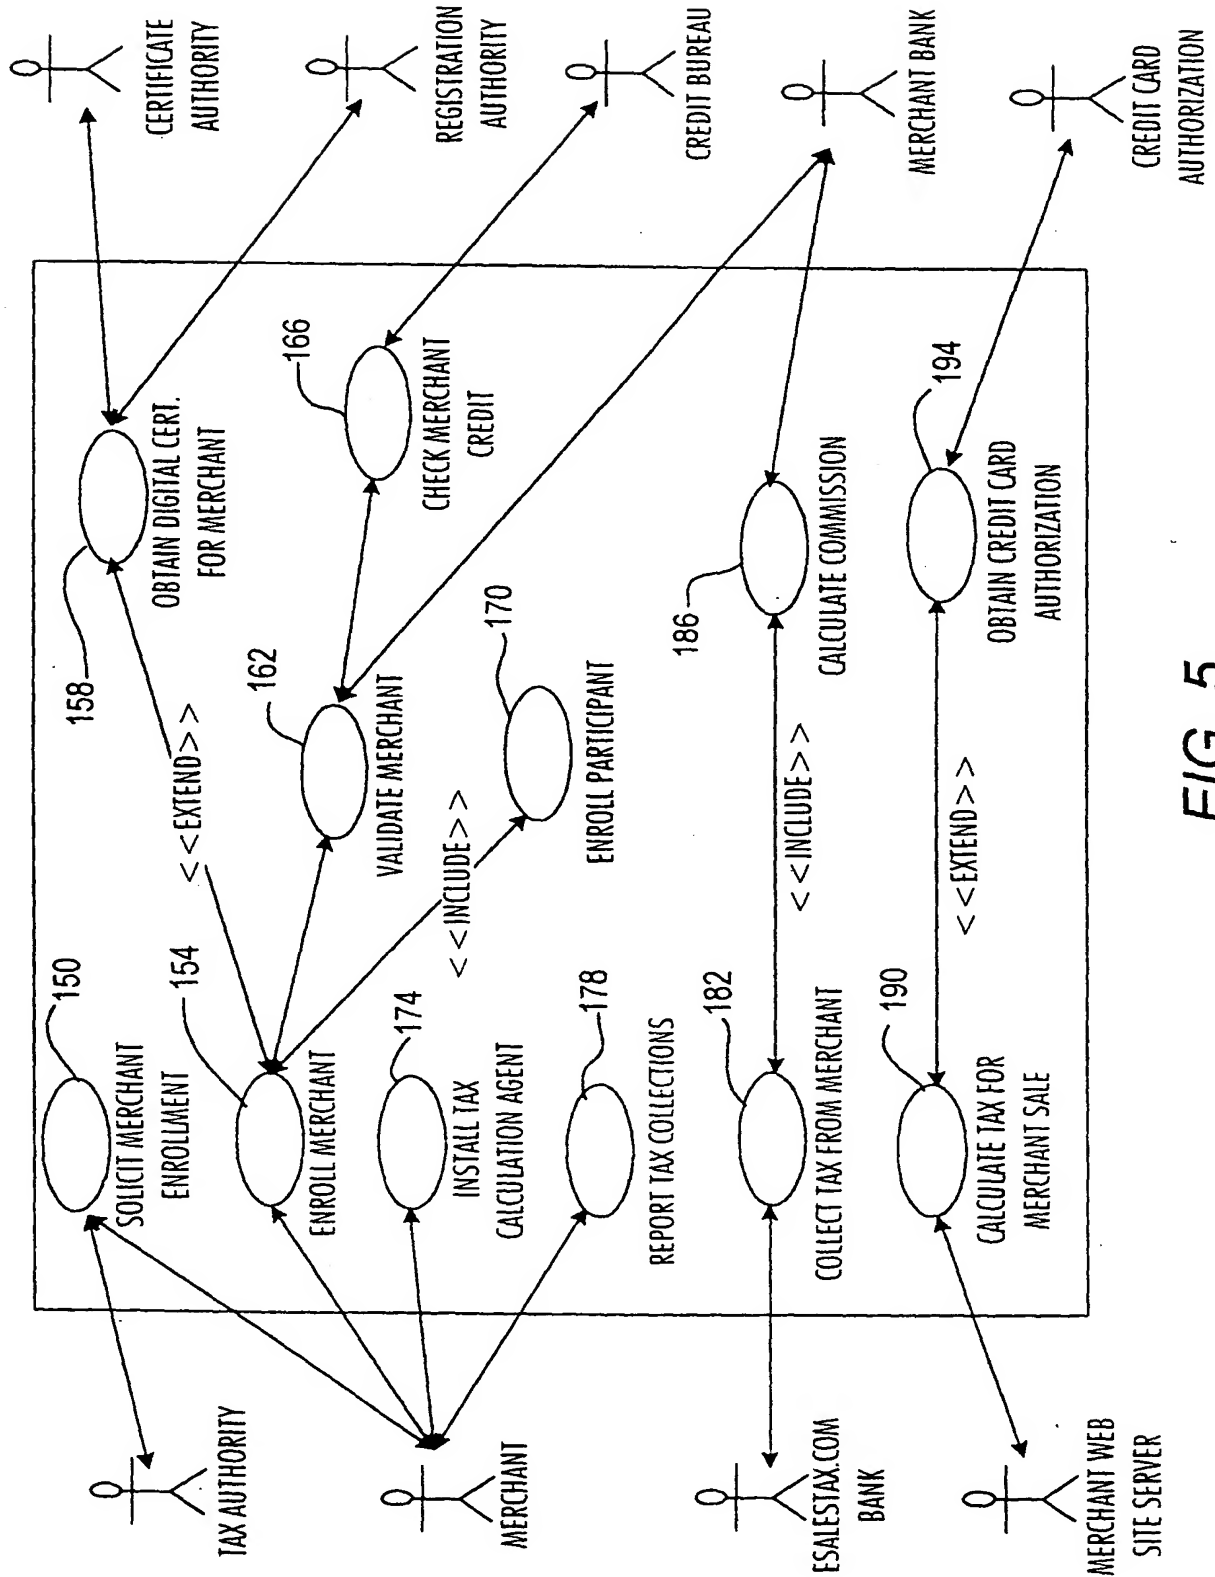 TAX AUTHORITY
MERCHANT
ESALESTAX.COM
BANK
MERCHANT WEB
SITE SERVER
150
SOLICIT MERCHANT
ENROLLMENT
154
ENROLL MERCHANT
174
INSTALL TAX
CALCULATION AGENT
178
REPORT TAX COLLECTIONS
182
COLLECT TAX FROM MERCHANT
190
CALCULATE TAX FOR
MERCHANT SALE
<<EXTEND>>
<<INCLUDE>>
<<INCLUDE>>
<<EXTEND>>
158
OBTAIN DIGITAL CERT.
FOR MERCHANT
162
VALIDATE MERCHANT
166
CHECK MERCHANT
CREDIT
170
ENROLL PARTICIPANT
186
CALCULATE COMMISSION
194
OBTAIN CREDIT CARD
AUTHORIZATION
CERTIFICATE
AUTHORITY
REGISTRATION
AUTHORITY
CREDIT BUREAU
MERCHANT BANK
CREDIT CARD
AUTHORIZATION
FIG. 5